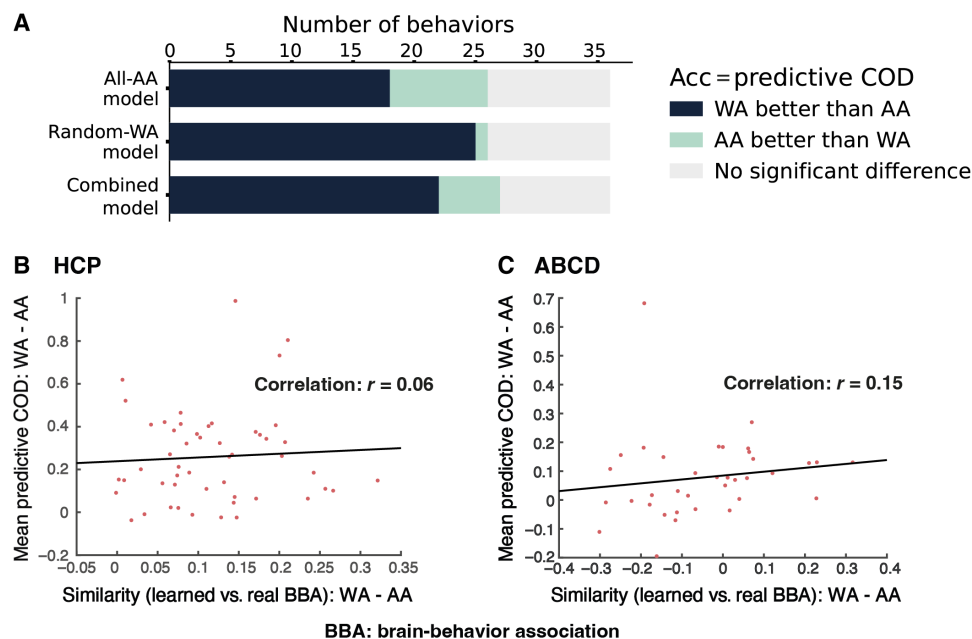 A
Number of behaviors
0 5 10 15 20 25 30 35
All-AA
model
Random-WA
model
Combined
model
Acc=predictive COD
WA better than AA
AA better than WA
No significant difference
B HCP
Mean predictive COD: WA - AA
1
0.8
0.6
0.4
0.2
0
−0.2
Correlation: r = 0.06
−0.05 0 0.05 0.1 0.15 0.2 0.25 0.3 0.35
Similarity (learned vs. real BBA): WA - AA
C ABCD
Mean predictive COD: WA - AA
0.7
0.6
0.5
0.4
0.3
0.2
0.1
0
-0.1
-0.2
Correlation: r = 0.15
-0.4 -0.3 -0.2 -0.1 0 0.1 0.2 0.3 0.4
Similarity (learned vs. real BBA): WA - AA
BBA: brain-behavior association